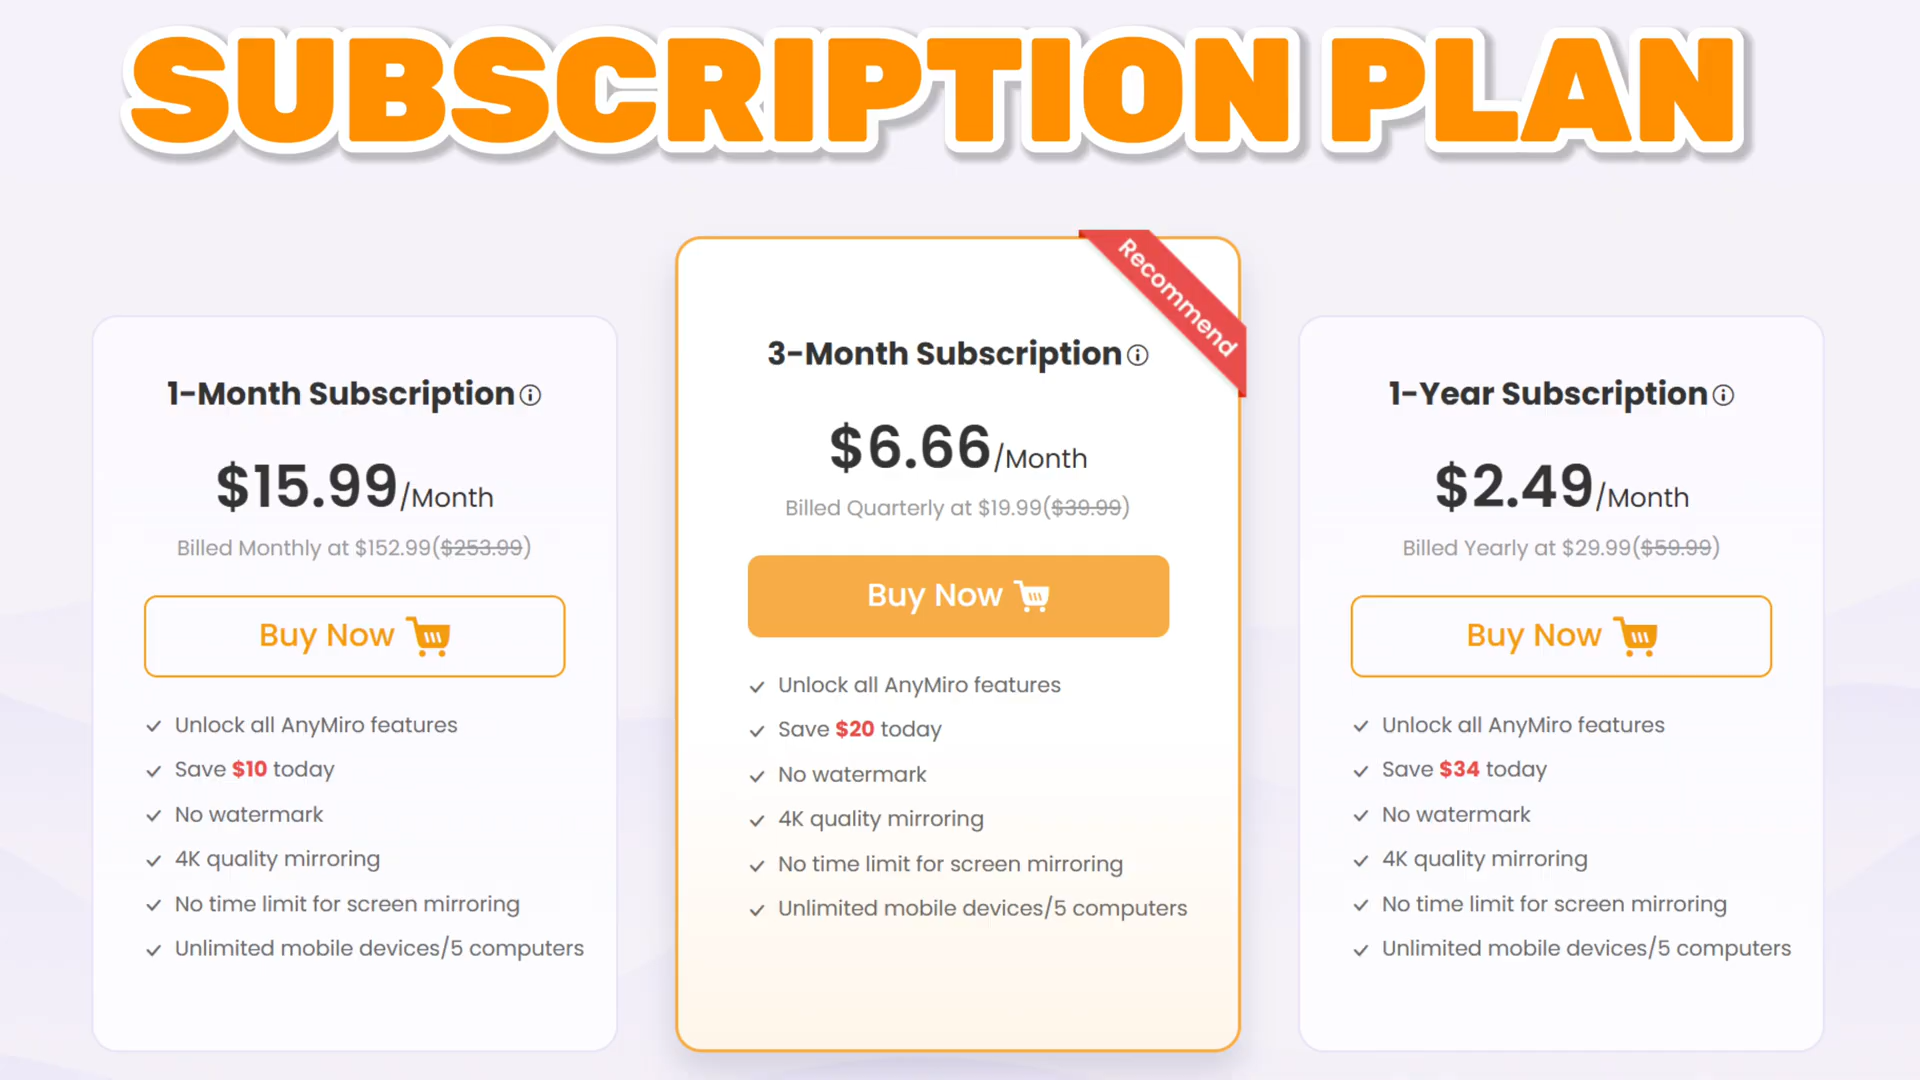 SUBSCRIPTION PLAN
1-Month Subscription
$15.99/Month
Billed Monthly at $152.99($253.99)
Buy Now
Unlock all AnyMiro features
Save $10 today
No watermark
4K quality mirroring
No time limit for screen mirroring
Unlimited mobile devices/5 computers
Recommend
3-Month Subscription
$6.66/Month
Billed Quarterly at $19.99($39.99)
Buy Now
Unlock all AnyMiro features
Save $20 today
No watermark
4K quality mirroring
No time limit for screen mirroring
Unlimited mobile devices/5 computers
1-Year Subscription
$2.49/Month
Billed Yearly at $29.99($59.99)
Buy Now
Unlock all AnyMiro features
Save $34 today
No watermark
4K quality mirroring
No time limit for screen mirroring
Unlimited mobile devices/5 computers